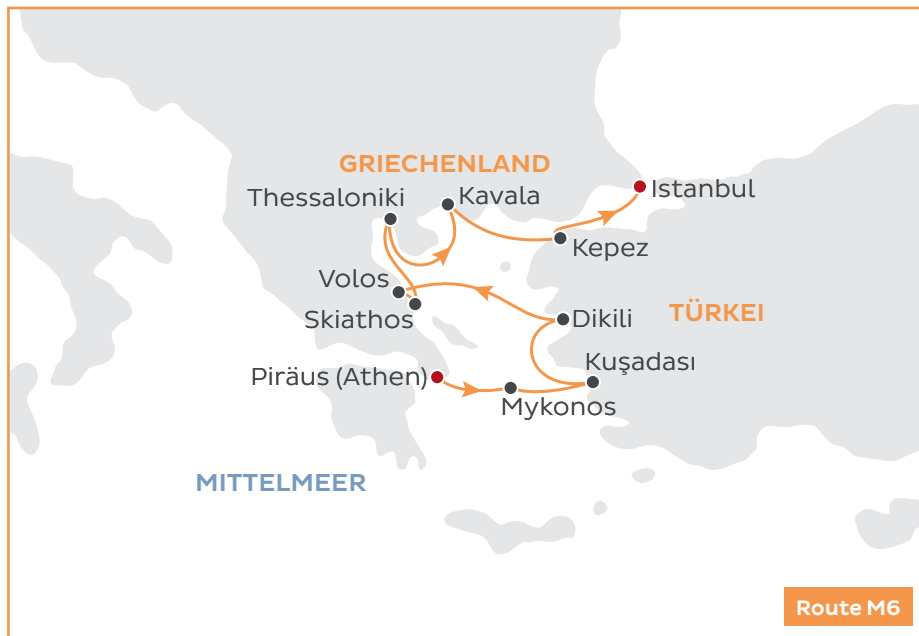 GRIECHENLAND
Thessaloniki
Kavala
Istanbul
Kepez
Volos
Skiathos
Dikili
TÜRKEI
Kuşadası
Piräus (Athen)
Mykonos
MITTELMEER
Route M6